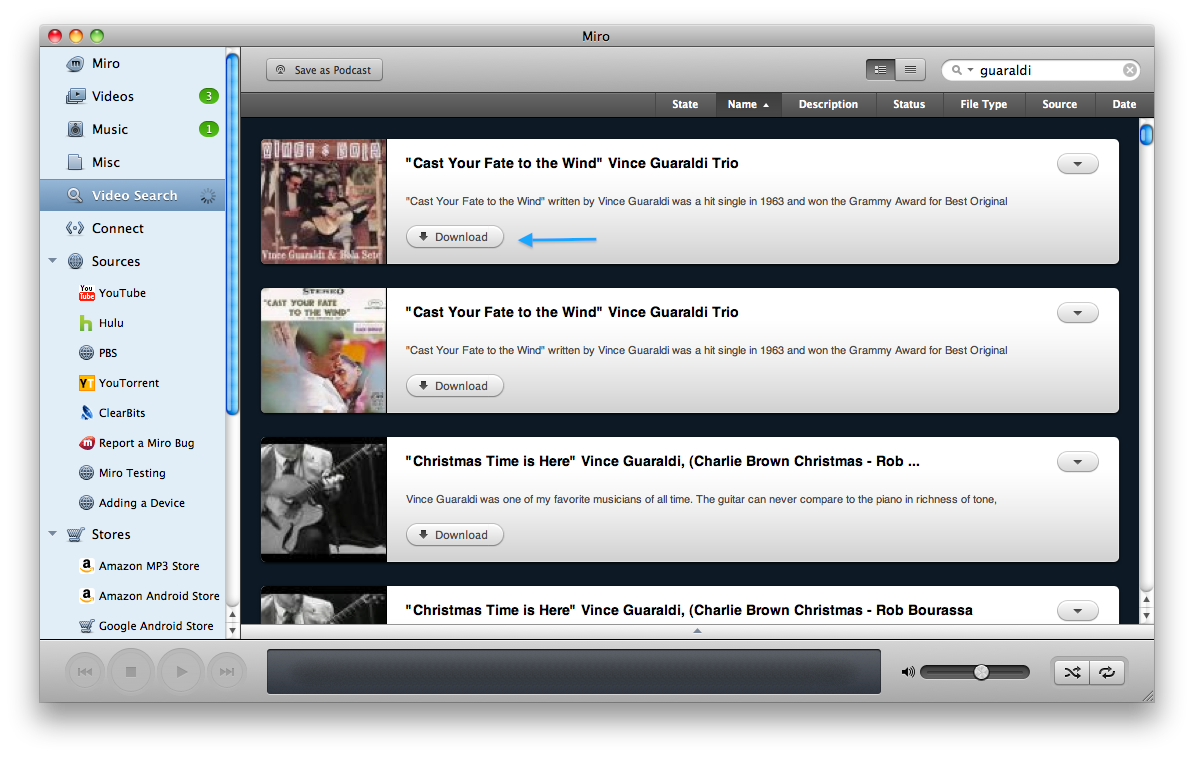 Miro
Miro
Videos 3
Music 1
Misc
Video Search
Connect
Sources
You Tube YouTube
h Hulu
PBS
YT YouTorrent
ClearBits
m Report a Miro Bug
Miro Testing
Adding a Device
Stores
a Amazon MP3 Store
a Amazon Android Store
Google Android Store
Save as Podcast
guaraldi
State Name Description Status File Type Source Date
VINCE & BOLA
Vince Guaraldi & Bola Sete
"Cast Your Fate to the Wind" Vince Guaraldi Trio
"Cast Your Fate to the Wind" written by Vince Guaraldi was a hit single in 1963 and won the Grammy Award for Best Original
Download
STEREO
"CAST YOUR FATE
TO THE WIND"
"Cast Your Fate to the Wind" Vince Guaraldi Trio
"Cast Your Fate to the Wind" written by Vince Guaraldi was a hit single in 1963 and won the Grammy Award for Best Original
Download
"Christmas Time is Here" Vince Guaraldi, (Charlie Brown Christmas - Rob ...
Vince Guaraldi was one of my favorite musicians of all time. The guitar can never compare to the piano in richness of tone,
Download
"Christmas Time is Here" Vince Guaraldi, (Charlie Brown Christmas - Rob Bourassa